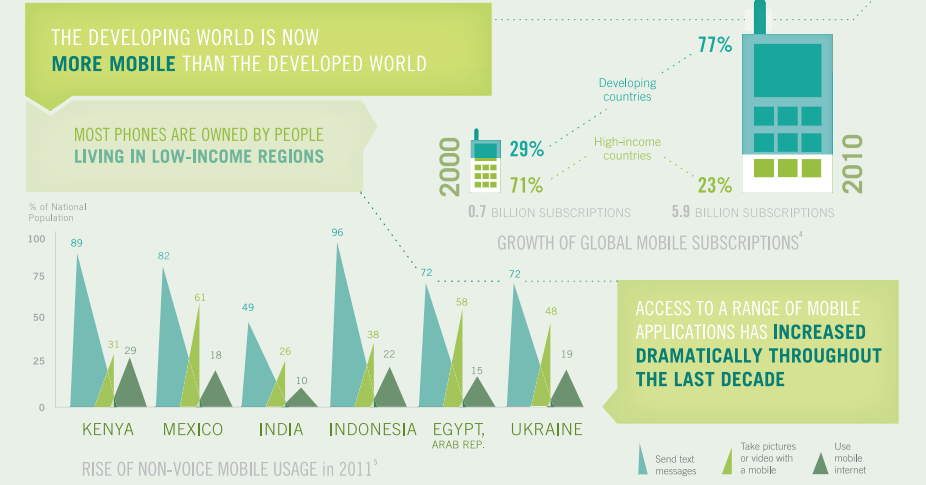 THE DEVELOPING WORLD IS NOW
MORE MOBILE THAN THE DEVELOPED WORLD
MOST PHONES ARE OWNED BY PEOPLE
LIVING IN LOW-INCOME REGIONS
2000
29%
71%
0.7 BILLION SUBSCRIPTIONS
Developing
countries
High-income
countries
77%
23%
2010
5.9 BILLION SUBSCRIPTIONS
GROWTH OF GLOBAL MOBILE SUBSCRIPTIONS4
% of National
Population
100
75
50
25
0
89
31
29
82
61
18
49
26
10
96
38
22
72
58
15
72
48
19
KENYA
MEXICO
INDIA
INDONESIA
EGYPT,
ARAB REP.
UKRAINE
RISE OF NON-VOICE MOBILE USAGE in 20115
ACCESS TO A RANGE OF MOBILE
APPLICATIONS HAS INCREASED
DRAMATICALLY THROUGHOUT
THE LAST DECADE
Send text
messages
Take pictures
or video with
a mobile
Use
mobile
internet